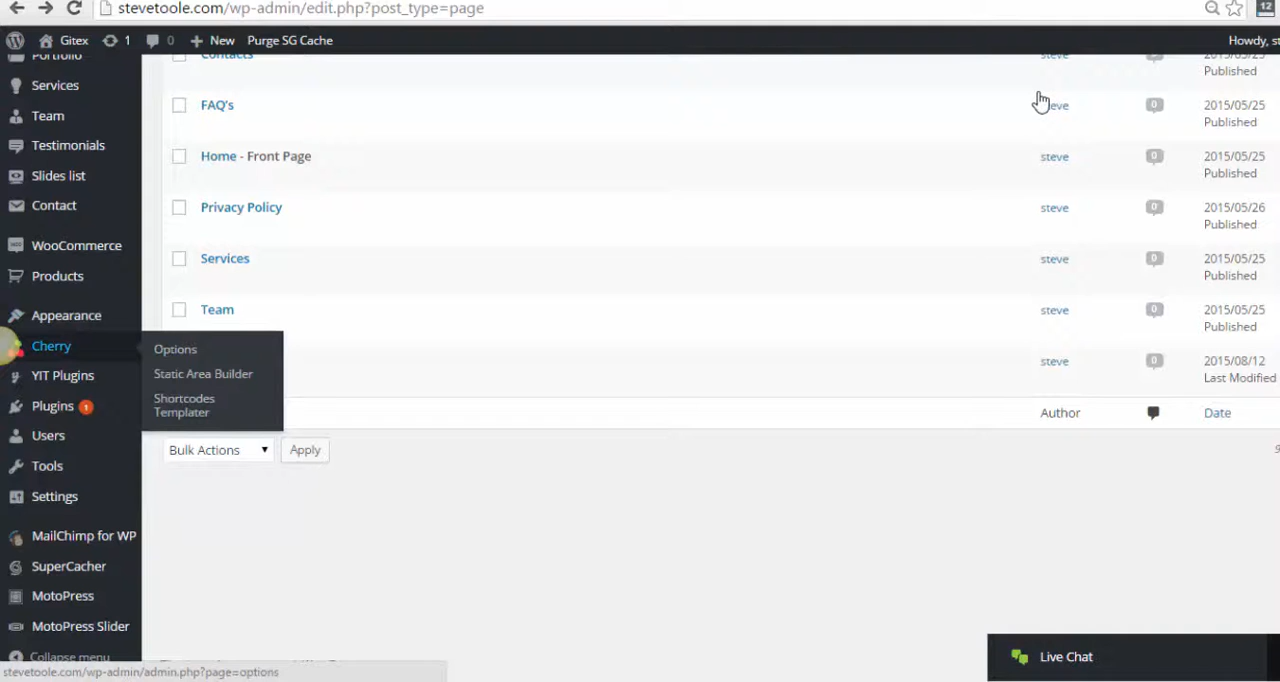 stevetoole.com/wp-admin/edit.php?post_type=page
12
Gitex
1
0
New
Purge SG Cache
Howdy, st
Portfolio
Services
Team
Testimonials
Slides list
Contact
WooCommerce
Products
Appearance
Cherry
YIT Plugins
Plugins 1
Users
Tools
Settings
MailChimp for WP
SuperCacher
MotoPress
MotoPress Slider
Collapse menu
Options
Static Area Builder
Shortcodes
Templater
Contacts
steve
2015/05/25
Published
FAQ's
eve
0
2015/05/25
Published
Home - Front Page
steve
0
2015/05/25
Published
Privacy Policy
steve
0
2015/05/26
Published
Services
steve
0
2015/05/25
Published
Team
steve
0
2015/05/25
Published
steve
0
2015/08/12
Last Modified
Author
Date
Bulk Actions
Apply
9
Live Chat
stevetoole.com/wp-admin/admin.php?page=options